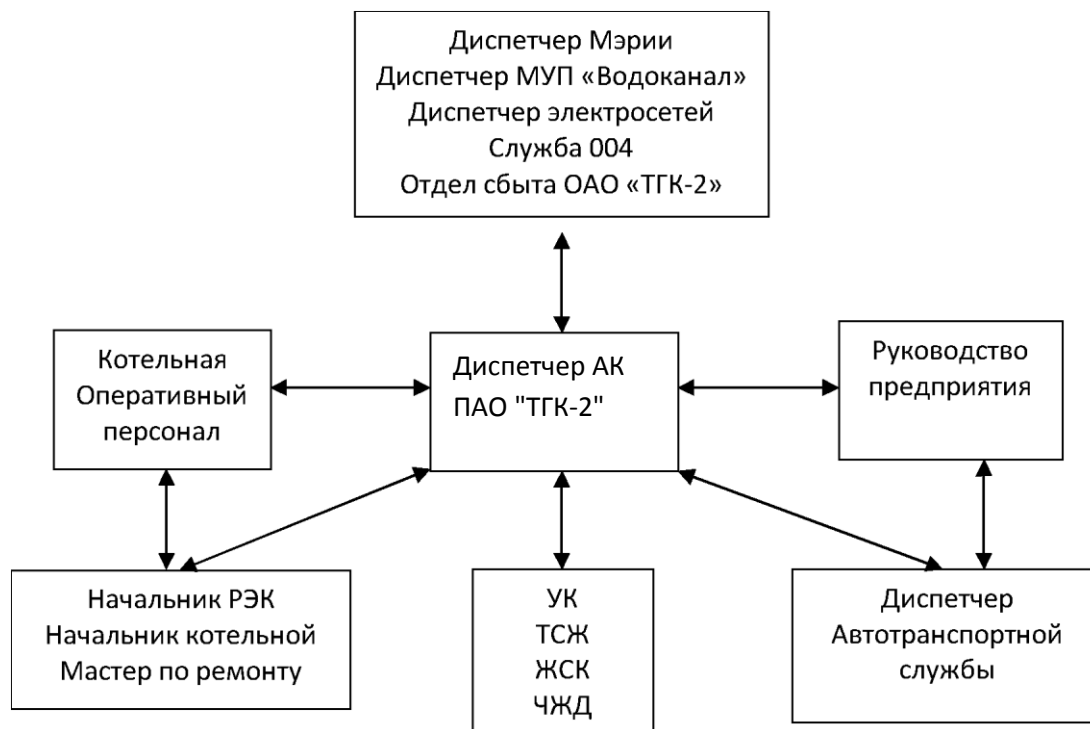 Диспетчер Мэрии
Диспетчер МУП «Водоканал»
Диспетчер электросетей
Служба 004
Отдел сбыта ОАО «ТГК-2»
Котельная
Оперативный
персонал
Диспетчер АК
ПАО "ТГК-2"
Руководство
предприятия
Начальник РЭК
Начальник котельной
Мастер по ремонту
УК
ТСЖ
ЖСК
ЧЖД
Диспетчер
Автотранспортной
службы